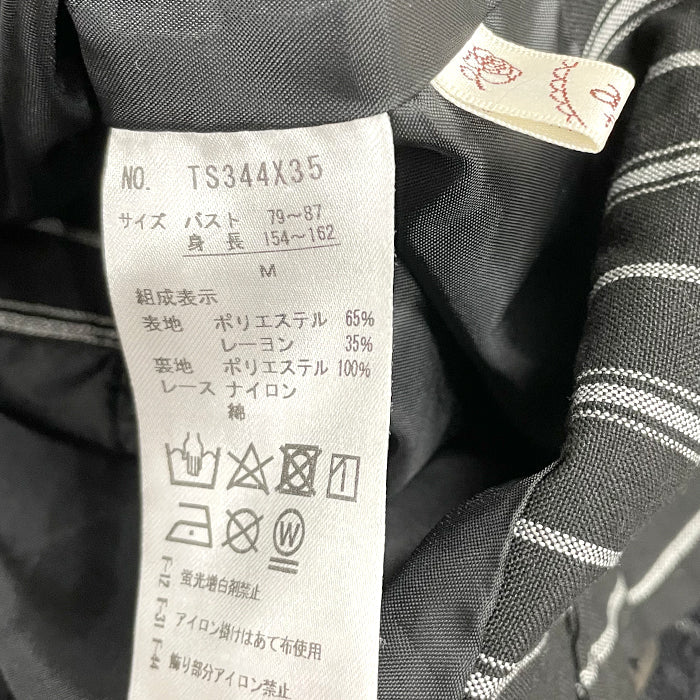 NO. TS344X35
サイズ バスト 79〜87
身長 154〜162
M
組成表示
表地 ポリエステル 65%
レーヨン 35%
裏地 ポリエステル 100%
レース ナイロン
綿
W
F-12 蛍光増白剤禁止
F-31 アイロン掛けはあて布使用
F-44 飾り部分アイロン禁止